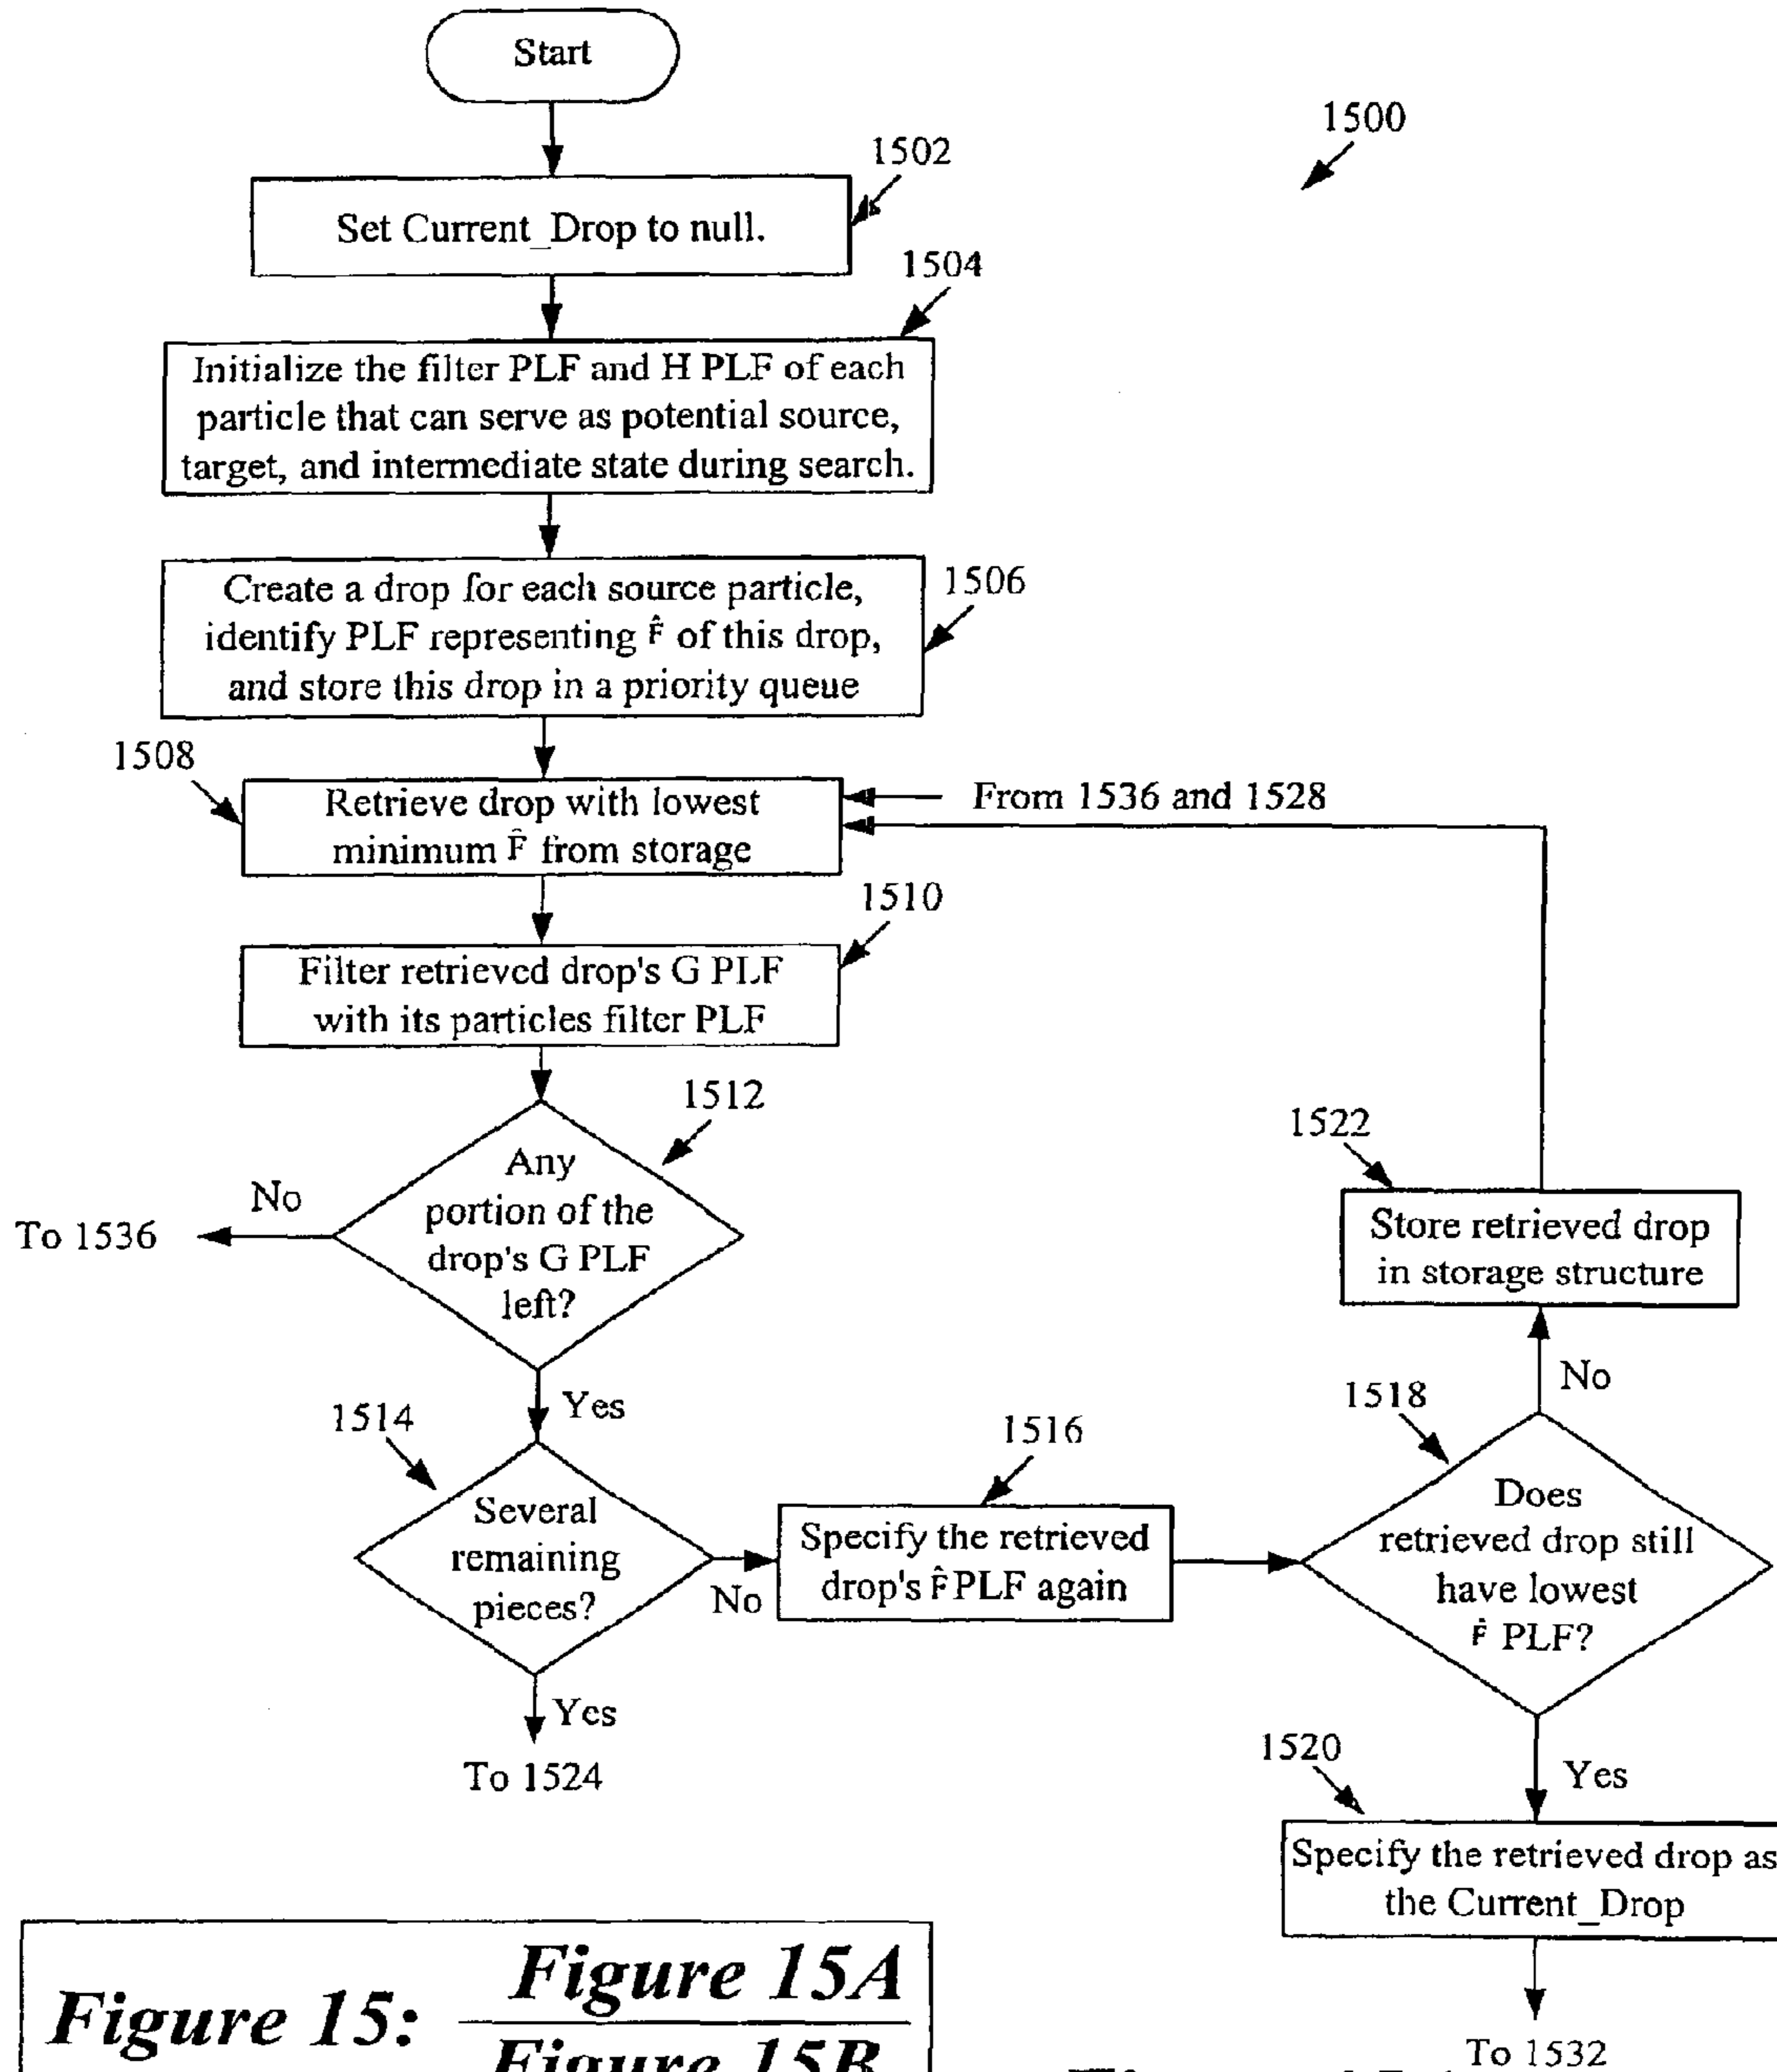 Start
1500
1502
Set Current_Drop to null.
1504
Initialize the filter PLF and H PLF of each
particle that can serve as potential source,
target, and intermediate state during search.
Create a drop for each source particle,
identify PLF representing F̂ of this drop,
and store this drop in a priority queue
1506
1508
Retrieve drop with lowest
minimum F̂ from storage
From 1536 and 1528
1510
Filter retrieved drop's G PLF
with its particles filter PLF
1512
Any
portion of the
drop's G PLF
left?
No
To 1536
Yes
1514
Several
remaining
pieces?
No
Yes
To 1524
1516
Specify the retrieved
drop's F̂ PLF again
1518
Does
retrieved drop still
have lowest
F̂ PLF?
No
1522
Store retrieved drop
in storage structure
Yes
1520
Specify the retrieved drop as
the Current_Drop
To 1532
Figure 15:
Figure 15A
Figure 15B